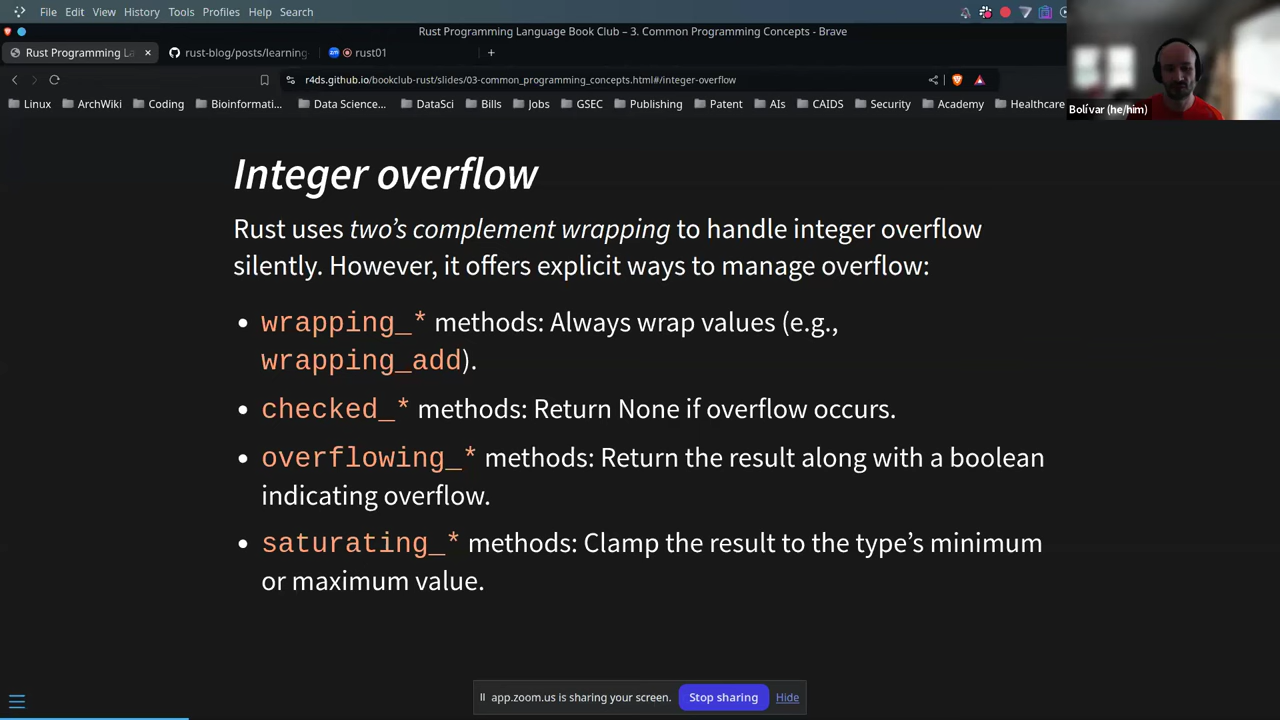 File Edit View History Tools Profiles Help Search
Rust Programming Language Book Club – 3. Common Programming Concepts - Brave
Rust Programming La
rust-blog/posts/learning
rust01
r4ds.github.io/bookclub-rust/slides/03-common_programming_concepts.html#/integer-overflow
Linux ArchWiki Coding Bioinformati... Data Science... DataSci Bills Jobs GSEC Publishing Patent AIs CAIDS Security Academy Healthcare
Bolívar (he/him)
Integer overflow
Rust uses two’s complement wrapping to handle integer overflow
silently. However, it offers explicit ways to manage overflow:
• wrapping_* methods: Always wrap values (e.g.,
wrapping_add).
• checked_* methods: Return None if overflow occurs.
• overflowing_* methods: Return the result along with a boolean
indicating overflow.
• saturating_* methods: Clamp the result to the type’s minimum
or maximum value.
app.zoom.us is sharing your screen. Stop sharing Hide